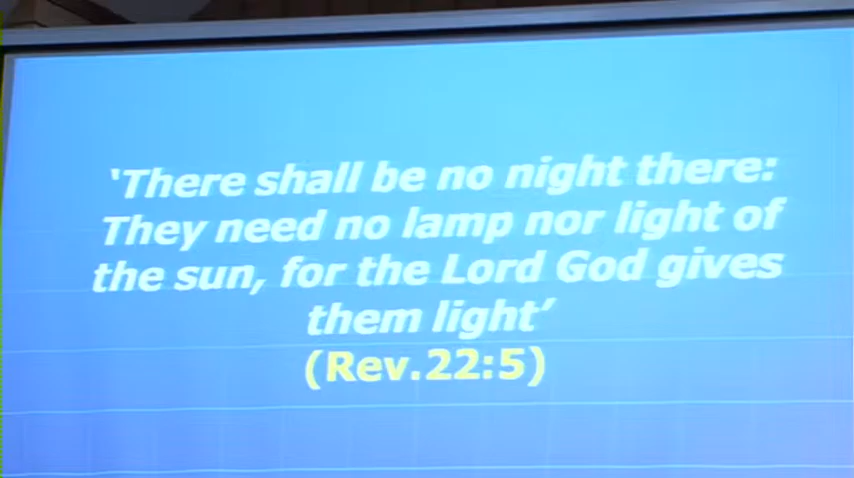 ‘There shall be no night there:
They need no lamp nor light of
the sun, for the Lord God gives
them light’
(Rev.22:5)